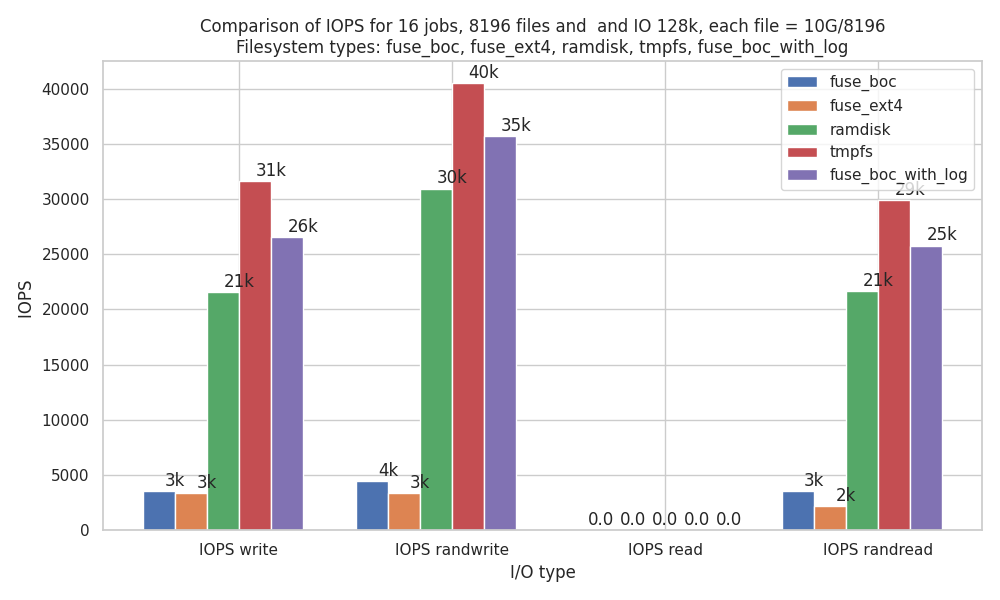 Comparison of IOPS for 16 jobs, 8196 files and  and IO 128k, each file = 10G/8196
Filesystem types: fuse_boc, fuse_ext4, ramdisk, tmpfs, fuse_boc_with_log
fuse_boc
fuse_ext4
ramdisk
tmpfs
fuse_boc_with_log
IOPS
40000
35000
30000
25000
20000
15000
10000
5000
0
3k
3k
21k
31k
26k
4k
3k
30k
40k
35k
0.0 0.0 0.0 0.0 0.0
3k
2k
21k
29k
25k
IOPS write
IOPS randwrite
IOPS read
IOPS randread
I/O type